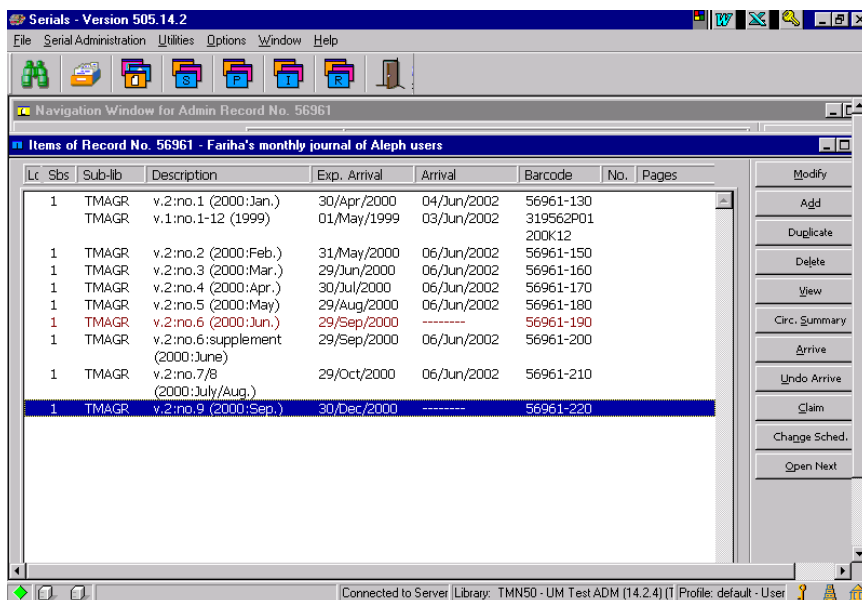 Serials - Version 505.14.2
File Serial Administration Utilities Options Window Help
S P I R
Navigation Window for Admin Record No. 56961
Items of Record No. 56961 - Fariha's monthly journal of Aleph users
Lc Sbs Sub-lib Description Exp. Arrival Arrival Barcode No. Pages
1 TMAGR v.2:no.1 (2000:Jan.) 30/Apr/2000 04/Jun/2002 56961-130
TMAGR v.1:no.1-12 (1999) 01/May/1999 03/Jun/2002 319562P01
200K12
1 TMAGR v.2:no.2 (2000:Feb.) 31/May/2000 06/Jun/2002 56961-150
1 TMAGR v.2:no.3 (2000:Mar.) 29/Jun/2000 06/Jun/2002 56961-160
1 TMAGR v.2:no.4 (2000:Apr.) 30/Jul/2000 06/Jun/2002 56961-170
1 TMAGR v.2:no.5 (2000:May) 29/Aug/2000 06/Jun/2002 56961-180
1 TMAGR v.2:no.6 (2000:Jun.) 29/Sep/2000 -------- 56961-190
1 TMAGR v.2:no.6:supplement 29/Sep/2000 06/Jun/2002 56961-200
(2000:June)
1 TMAGR v.2:no.7/8 29/Oct/2000 06/Jun/2002 56961-210
(2000:July/Aug.)
1 TMAGR v.2:no.9 (2000:Sep.) 30/Dec/2000 -------- 56961-220
Modify
Add
Duplicate
Delete
View
Circ. Summary
Arrive
Undo Arrive
Claim
Change Sched.
Open Next
Connected to Server Library: TMN50 - UM Test ADM (14.2.4) (T Profile: default - User